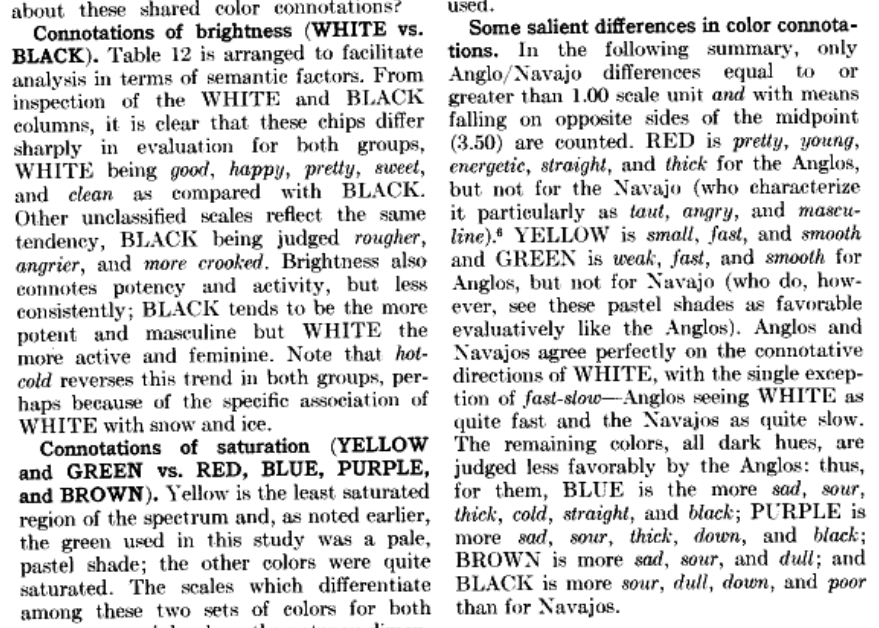 about these shared color connotations?
Connotations of brightness (WHITE vs.
BLACK). Table 12 is arranged to facilitate
analysis in terms of semantic factors. From
inspection of the WHITE and BLACK
columns, it is clear that these chips differ
sharply in evaluation for both groups,
WHITE being good, happy, pretty, sweet,
and clean as compared with BLACK.
Other unclassified scales reflect the same
tendency, BLACK being judged rougher,
angrier, and more crooked. Brightness also
connotes potency and activity, but less
consistently; BLACK tends to be the more
potent and masculine but WHITE the
more active and feminine. Note that hot-
cold reverses this trend in both groups, per-
haps because of the specific association of
WHITE with snow and ice.
Connotations of saturation (YELLOW
and GREEN vs. RED, BLUE, PURPLE,
and BROWN). Yellow is the least saturated
region of the spectrum and, as noted earlier,
the green used in this study was a pale,
pastel shade; the other colors were quite
saturated. The scales which differentiate
among these two sets of colors for both
used.
Some salient differences in color connota-
tions. In the following summary, only
Anglo/Navajo differences equal to or
greater than 1.00 scale unit and with means
falling on opposite sides of the midpoint
(3.50) are counted. RED is pretty, young,
energetic, straight, and thick for the Anglos,
but not for the Navajo (who characterize
it particularly as taut, angry, and mascu-
line).⁶ YELLOW is small, fast, and smooth
and GREEN is weak, fast, and smooth for
Anglos, but not for Navajo (who do, how-
ever, see these pastel shades as favorable
evaluatively like the Anglos). Anglos and
Navajos agree perfectly on the connotative
directions of WHITE, with the single excep-
tion of fast-slow—Anglos seeing WHITE as
quite fast and the Navajos as quite slow.
The remaining colors, all dark hues, are
judged less favorably by the Anglos: thus,
for them, BLUE is the more sad, sour,
thick, cold, straight, and black; PURPLE is
more sad, sour, thick, down, and black;
BROWN is more sad, sour, and dull; and
BLACK is more sour, dull, down, and poor
than for Navajos.